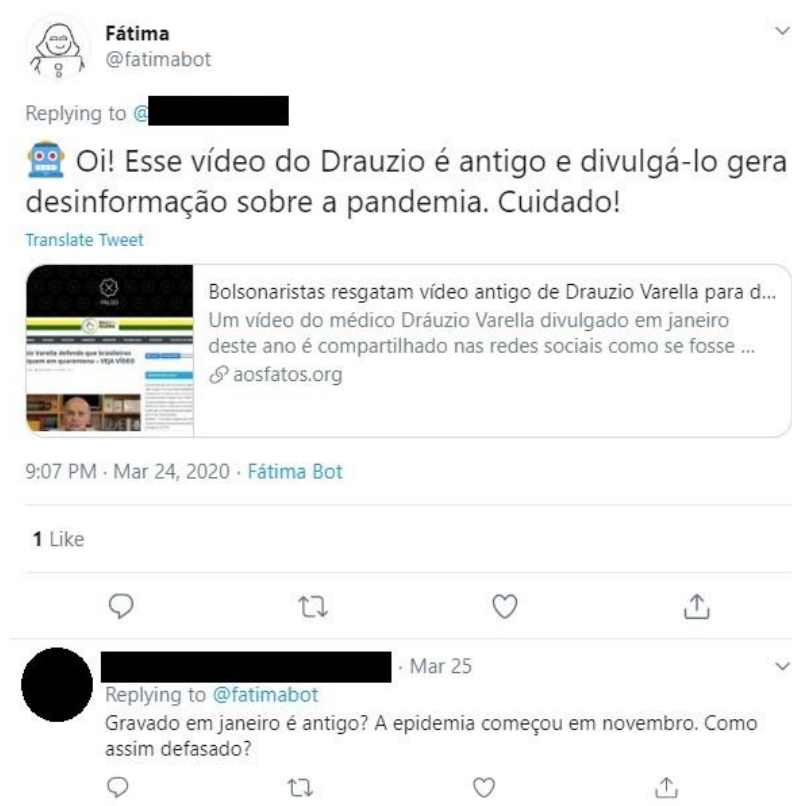 Fátima
@fatimabot
Replying to @
Oi! Esse vídeo do Drauzio é antigo e divulgá-lo gera
desinformação sobre a pandemia. Cuidado!
Translate Tweet
Bolsonaristas resgatam vídeo antigo de Drauzio Varella para d...
Um vídeo do médico Dráuzio Varella divulgado em janeiro
deste ano é compartilhado nas redes sociais como se fosse ...
aosfatos.org
9:07 PM · Mar 24, 2020 · Fátima Bot
1 Like
· Mar 25
Replying to @fatimabot
Gravado em janeiro é antigo? A epidemia começou em novembro. Como
assim defasado?